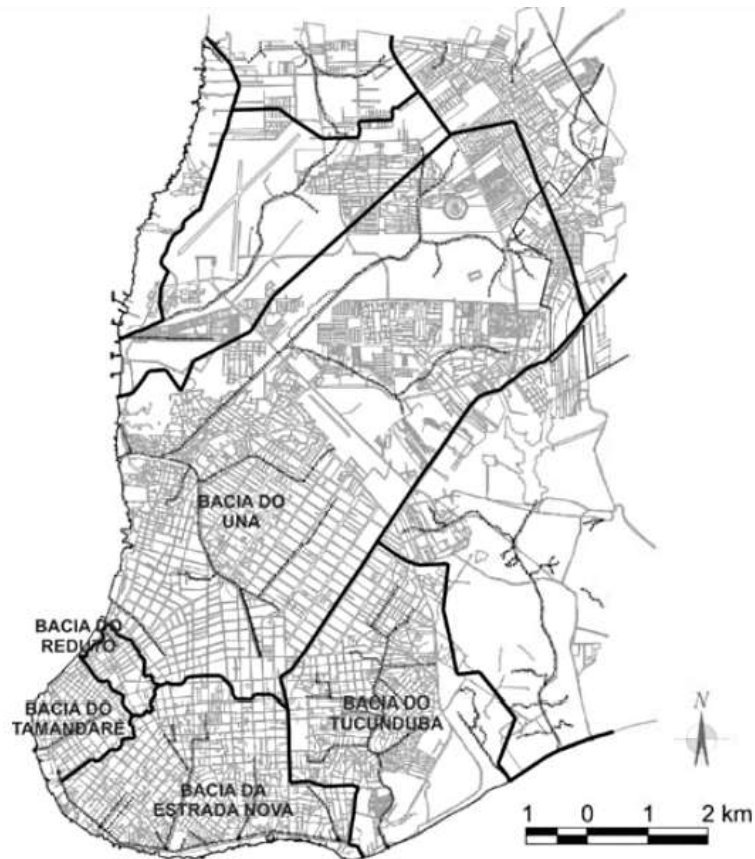 BACIA DO
UNA
BACIA DO
REDUTO
BACIA DO
TAMANDARÉ
BACIA DO
TUCUNDUBA
BACIA DA
ESTRADA NOVA
N
1 0 1 2 km